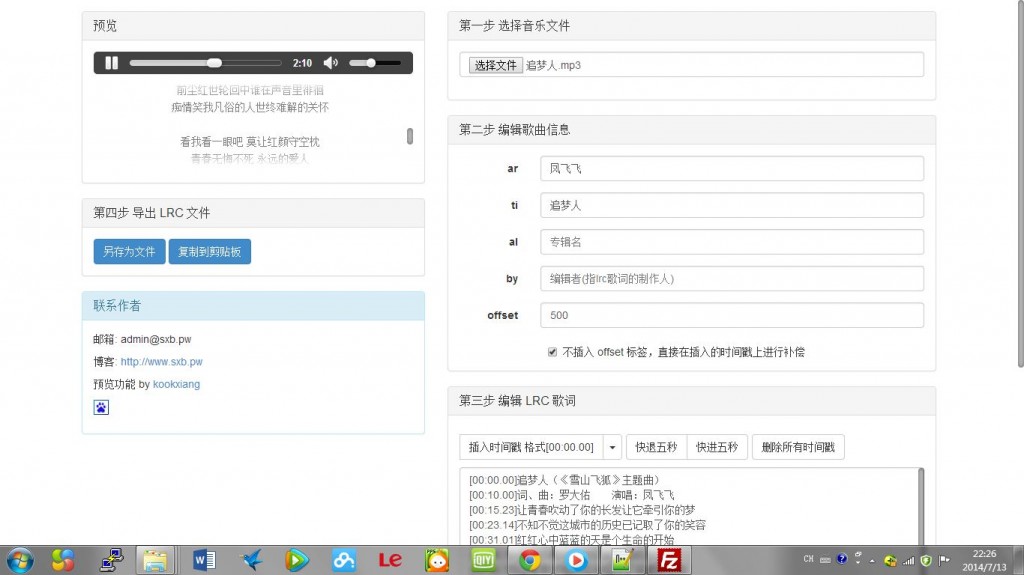 预览
2:10
前尘红世轮回中谁在声音里徘徊
痴情笑我凡俗的人世终难解的关怀
看我看一眼吧 莫让红颜守空枕
青春无悔不死 永远的爱人
第四步 导出 LRC 文件
另存为文件 复制到剪贴板
联系作者
邮箱: admin@sxb.pw
博客: http://www.sxb.pw
预览功能 by kookxiang
第一步 选择音乐文件
选择文件 追梦人.mp3
第二步 编辑歌曲信息
ar 凤飞飞
ti 追梦人
al 专辑名
by 编辑者(指lrc歌词的制作人)
offset 500
不插入 offset 标签，直接在插入的时间戳上进行补偿
第三步 编辑 LRC 歌词
插入时间戳 格式[00:00.00] 快退五秒 快进五秒 删除所有时间戳
[00:00.00]追梦人（《雪山飞狐》主题曲）
[00:10.00]词、曲：罗大佑 演唱：凤飞飞
[00:15.23]让青春吹动了你的长发让它牵引你的梦
[00:23.14]不知不觉这城市的历史已记取了你的笑容
[00:31.01]红红心中蓝蓝的天是个生命的开始
Le
QIY
CH
22:26
2014/7/13